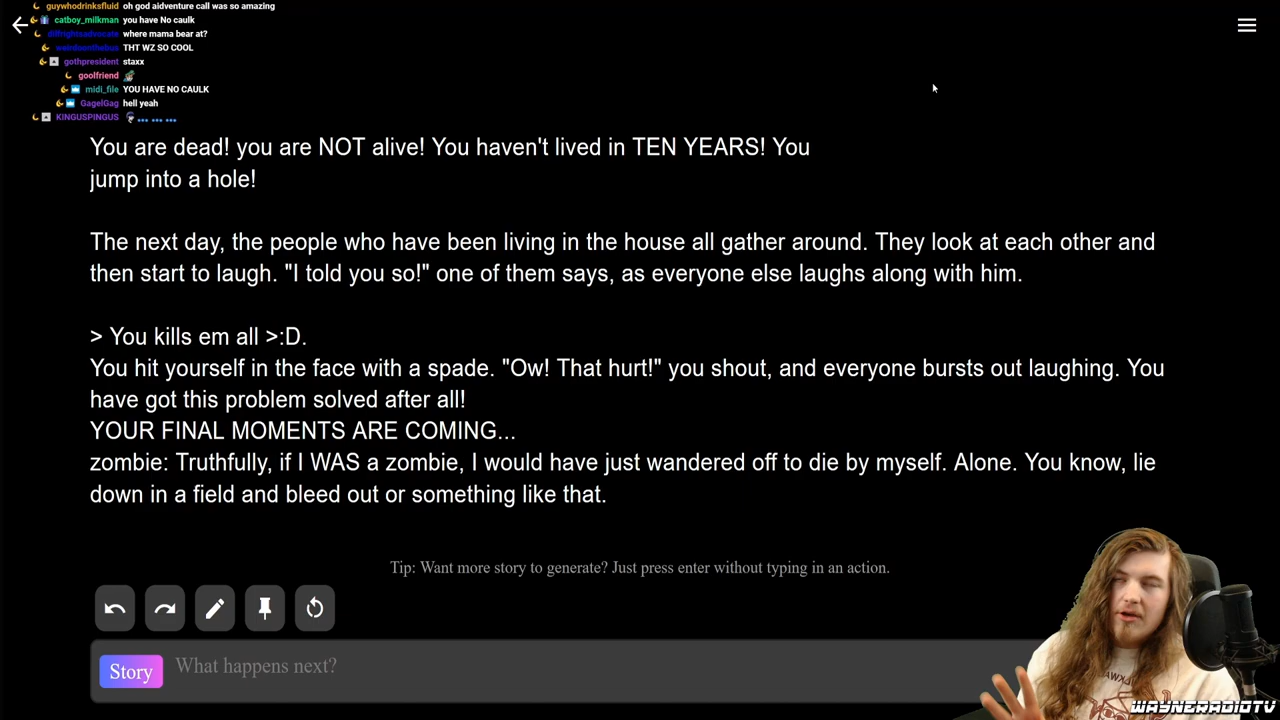 guywhodrinksfluid oh god aidventure call was so amazing
catboy_milkman you have No caulk
where mama bear at?
weirdoonthebus THT WZ SO COOL
gothpresident staxx
goolfriend
midi_file YOU HAVE NO CAULK
GagelGag hell yeah
KINGUSPINGUS
You are dead! you are NOT alive! You haven't lived in TEN YEARS! You
jump into a hole!
The next day, the people who have been living in the house all gather around. They look at each other and
then start to laugh. "I told you so!" one of them says, as everyone else laughs along with him.
> You kills em all >:D.
You hit yourself in the face with a spade. "Ow! That hurt!" you shout, and everyone bursts out laughing. You
have got this problem solved after all!
YOUR FINAL MOMENTS ARE COMING...
zombie: Truthfully, if I WAS a zombie, I would have just wandered off to die by myself. Alone. You know, lie
down in a field and bleed out or something like that.
Tip: Want more story to generate? Just press enter without typing in an action.
Story What happens next?
WAYNERADIOTV